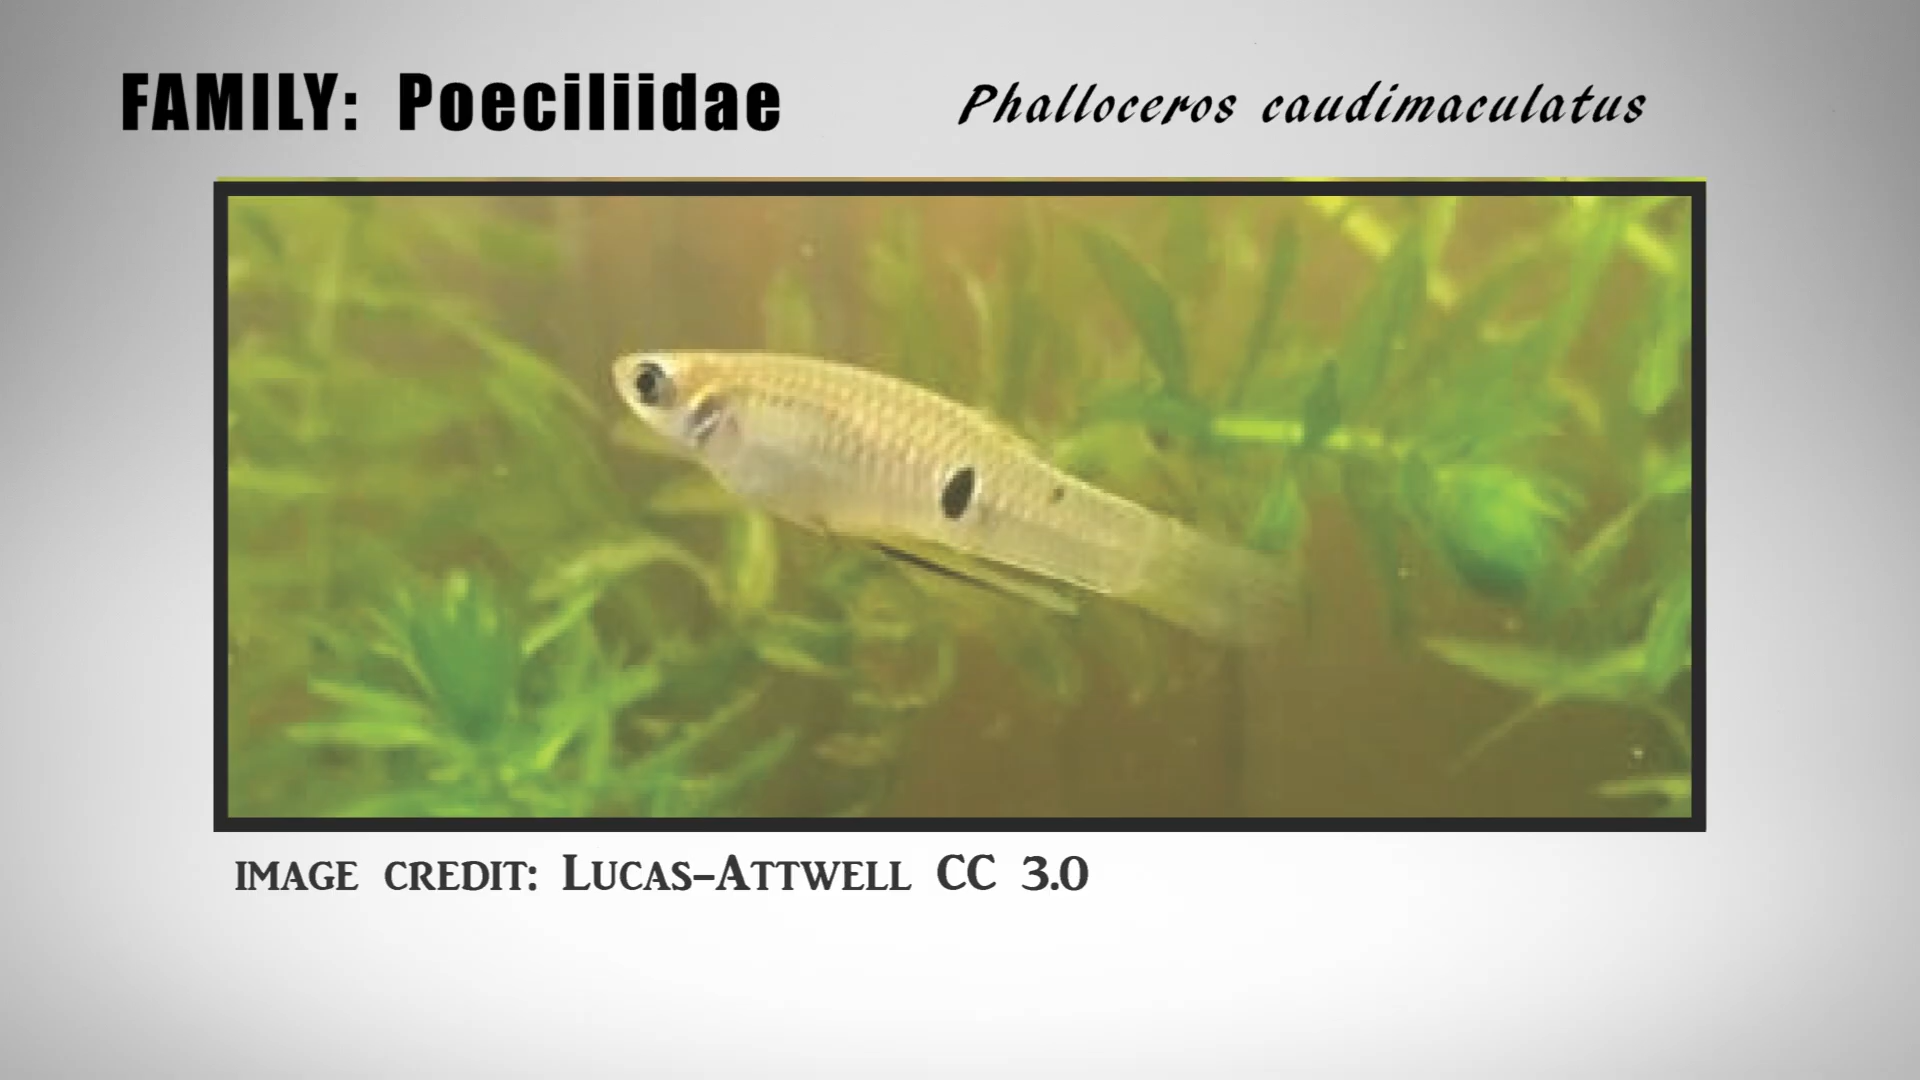 FAMILY: Poeciliidae
Phalloceros caudimaculatus
IMAGE CREDIT: LUCAS-ATTWELL CC 3.0